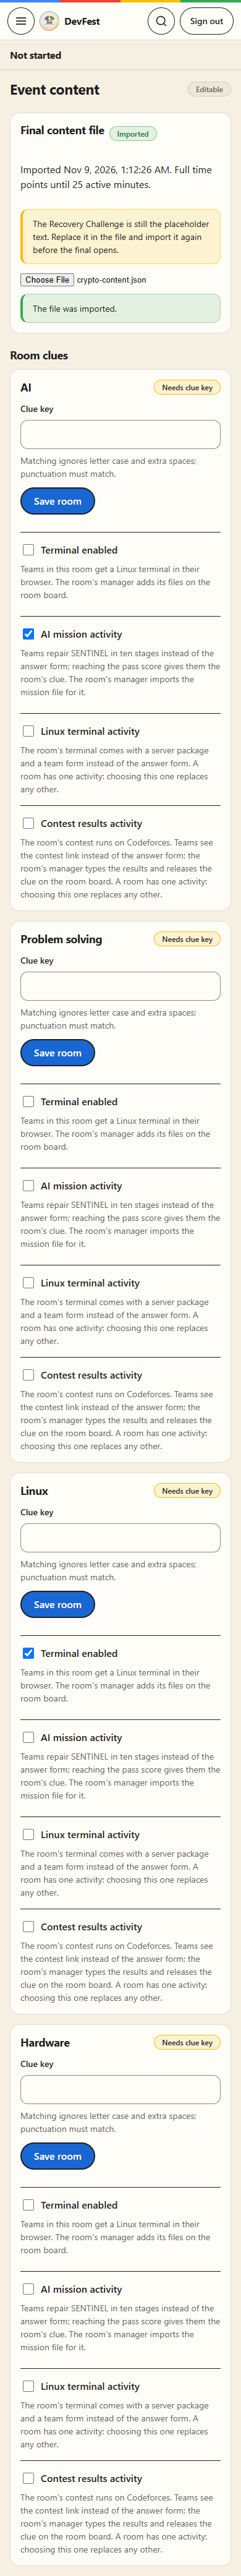 DevFest
Sign out
Not started
Event content
Editable
Final content file
Imported
Imported Nov 9, 2026, 1:12:26 AM. Full time
points until 25 active minutes.
The Recovery Challenge is still the placeholder
text. Replace it in the file and import it again
before the final opens.
Choose File crypto-content.json
The file was imported.
Room clues
AI
Needs clue key
Clue key
Matching ignores letter case and extra spaces;
punctuation must match.
Save room
Terminal enabled
Teams in this room get a Linux terminal in their
browser. The room's manager adds its files on the
room board.
AI mission activity
Teams repair SENTINEL in ten stages instead of the
answer form; reaching the pass score gives them the
room's clue. The room's manager imports the
mission file for it.
Linux terminal activity
The room's terminal comes with a server package
and a team form instead of the answer form. A
room has one activity: choosing this one replaces
any other.
Contest results activity
The room's contest runs on Codeforces. Teams see
the contest link instead of the answer form; the
room's manager types the results and releases the
clue on the room board. A room has one activity:
choosing this one replaces any other.
Problem solving
Needs clue key
Clue key
Matching ignores letter case and extra spaces;
punctuation must match.
Save room
Terminal enabled
Teams in this room get a Linux terminal in their
browser. The room's manager adds its files on the
room board.
AI mission activity
Teams repair SENTINEL in ten stages instead of the
answer form; reaching the pass score gives them the
room's clue. The room's manager imports the
mission file for it.
Linux terminal activity
The room's terminal comes with a server package
and a team form instead of the answer form. A
room has one activity: choosing this one replaces
any other.
Contest results activity
The room's contest runs on Codeforces. Teams see
the contest link instead of the answer form; the
room's manager types the results and releases the
clue on the room board. A room has one activity:
choosing this one replaces any other.
Linux
Needs clue key
Clue key
Matching ignores letter case and extra spaces;
punctuation must match.
Save room
Terminal enabled
Teams in this room get a Linux terminal in their
browser. The room's manager adds its files on the
room board.
AI mission activity
Teams repair SENTINEL in ten stages instead of the
answer form; reaching the pass score gives them the
room's clue. The room's manager imports the
mission file for it.
Linux terminal activity
The room's terminal comes with a server package
and a team form instead of the answer form. A
room has one activity: choosing this one replaces
any other.
Contest results activity
The room's contest runs on Codeforces. Teams see
the contest link instead of the answer form; the
room's manager types the results and releases the
clue on the room board. A room has one activity:
choosing this one replaces any other.
Hardware
Needs clue key
Clue key
Matching ignores letter case and extra spaces;
punctuation must match.
Save room
Terminal enabled
Teams in this room get a Linux terminal in their
browser. The room's manager adds its files on the
room board.
AI mission activity
Teams repair SENTINEL in ten stages instead of the
answer form; reaching the pass score gives them the
room's clue. The room's manager imports the
mission file for it.
Linux terminal activity
The room's terminal comes with a server package
and a team form instead of the answer form. A
room has one activity: choosing this one replaces
any other.
Contest results activity
The room's contest runs on Codeforces. Teams see
the contest link instead of the answer form; the
room's manager types the results and releases the
clue on the room board. A room has one activity:
choosing this one replaces any other.